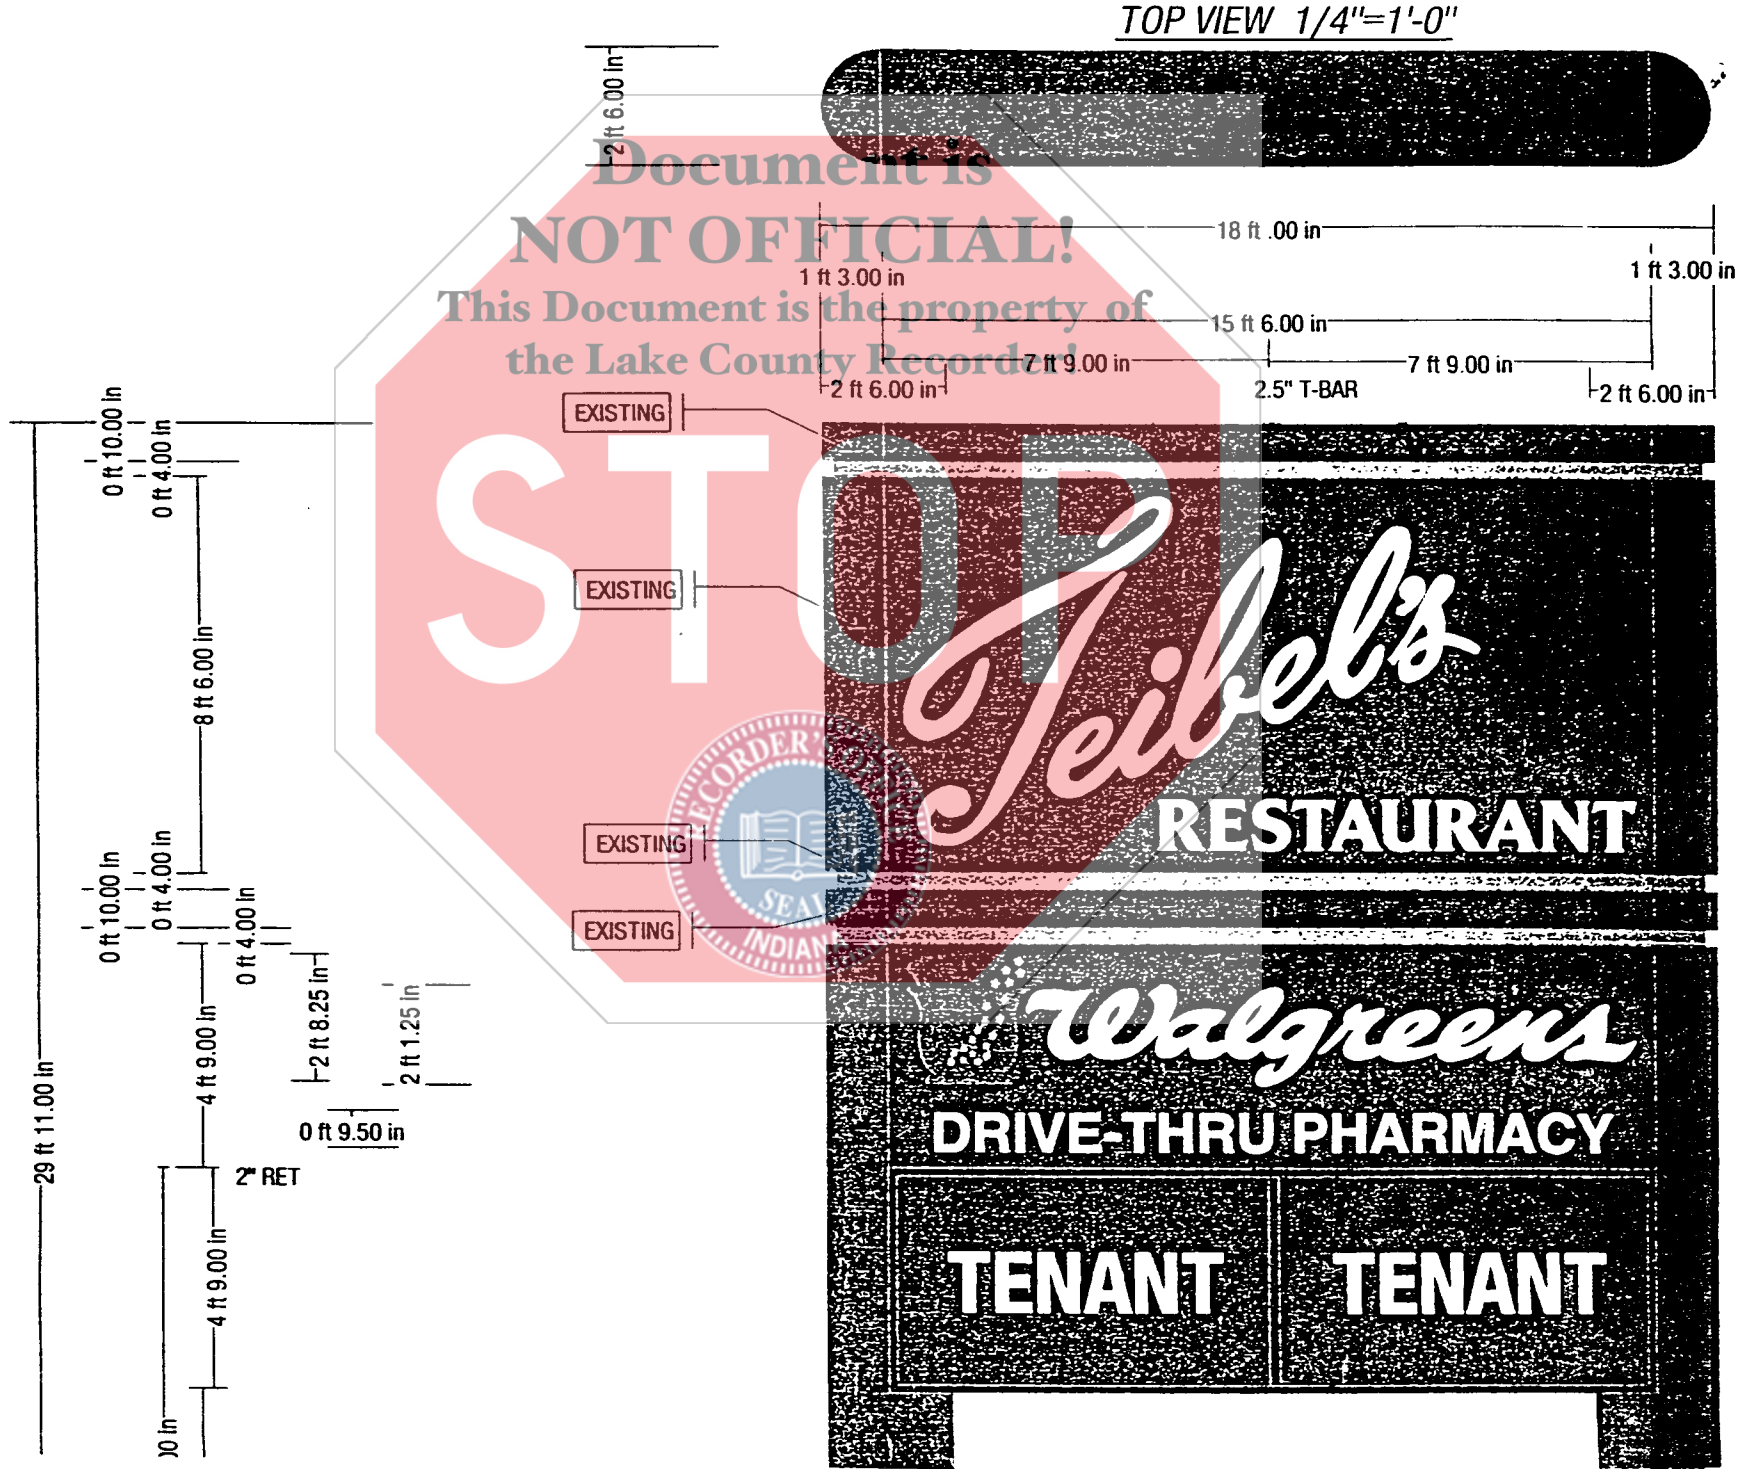 TOP VIEW 1/4"=1'-0"
2 ft 6.00 in
Document is
nt is
NOT OFFICIAL!
18 ft .00 in
1 ft 3.00 in
1 ft 3.00 in
This Document is the property of
15 ft 6.00 in
the Lake County Recorder!
7 ft 9.00 in
7 ft 9.00 in
2 ft 6.00 in
2.5" T-BAR
2 ft 6.00 in
0 ft 10.00 in
0 ft 4.00 in
EXISTING
STOP
EXISTING
Teibel's
8 ft 6.00 in
RECORDER'S OFFICE
RESTAURANT
EXISTING
0 ft 10.00 in
0 ft 4.00 in
0 ft 4.00 in
SEAL
EXISTING
INDIANA
2 ft 8.25 in
2 ft 1.25 in
Walgreens
4 ft 9.00 in
29 ft 11.00 in
0 ft 9.50 in
DRIVE-THRU PHARMACY
2" RET
4 ft 9.00 in
TENANT TENANT